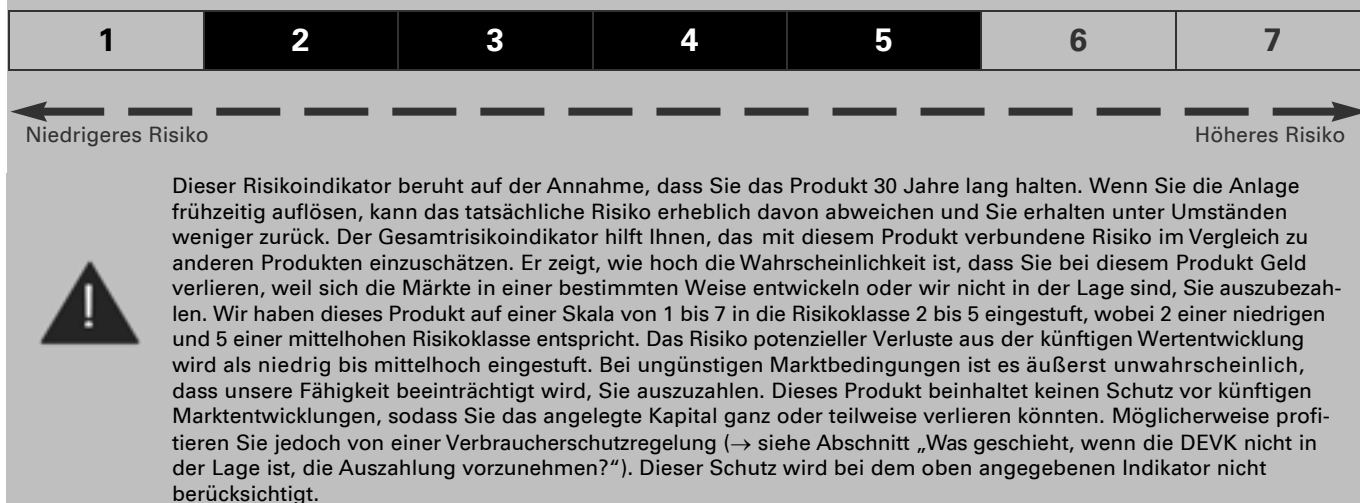 1 2 3 4 5 6 7
Niedrigeres Risiko Höheres Risiko
Dieser Risikoindikator beruht auf der Annahme, dass Sie das Produkt 30 Jahre lang halten. Wenn Sie die Anlage
frühzeitig auflösen, kann das tatsächliche Risiko erheblich davon abweichen und Sie erhalten unter Umständen
weniger zurück. Der Gesamtrisikoindikator hilft Ihnen, das mit diesem Produkt verbundene Risiko im Vergleich zu
anderen Produkten einzuschätzen. Er zeigt, wie hoch die Wahrscheinlichkeit ist, dass Sie bei diesem Produkt Geld
verlieren, weil sich die Märkte in einer bestimmten Weise entwickeln oder wir nicht in der Lage sind, Sie auszubezah-
len. Wir haben dieses Produkt auf einer Skala von 1 bis 7 in die Risikoklasse 2 bis 5 eingestuft, wobei 2 einer niedrigen
und 5 einer mittelhohen Risikoklasse entspricht. Das Risiko potenzieller Verluste aus der künftigen Wertentwicklung
wird als niedrig bis mittelhoch eingestuft. Bei ungünstigen Marktbedingungen ist es äußerst unwahrscheinlich,
dass unsere Fähigkeit beeinträchtigt wird, Sie auszuzahlen. Dieses Produkt beinhaltet keinen Schutz vor künftigen
Marktentwicklungen, sodass Sie das angelegte Kapital ganz oder teilweise verlieren könnten. Möglicherweise profi-
tieren Sie jedoch von einer Verbraucherschutzregelung (→ siehe Abschnitt „Was geschieht, wenn die DEVK nicht in
der Lage ist, die Auszahlung vorzunehmen?"). Dieser Schutz wird bei dem oben angegebenen Indikator nicht
berücksichtigt.